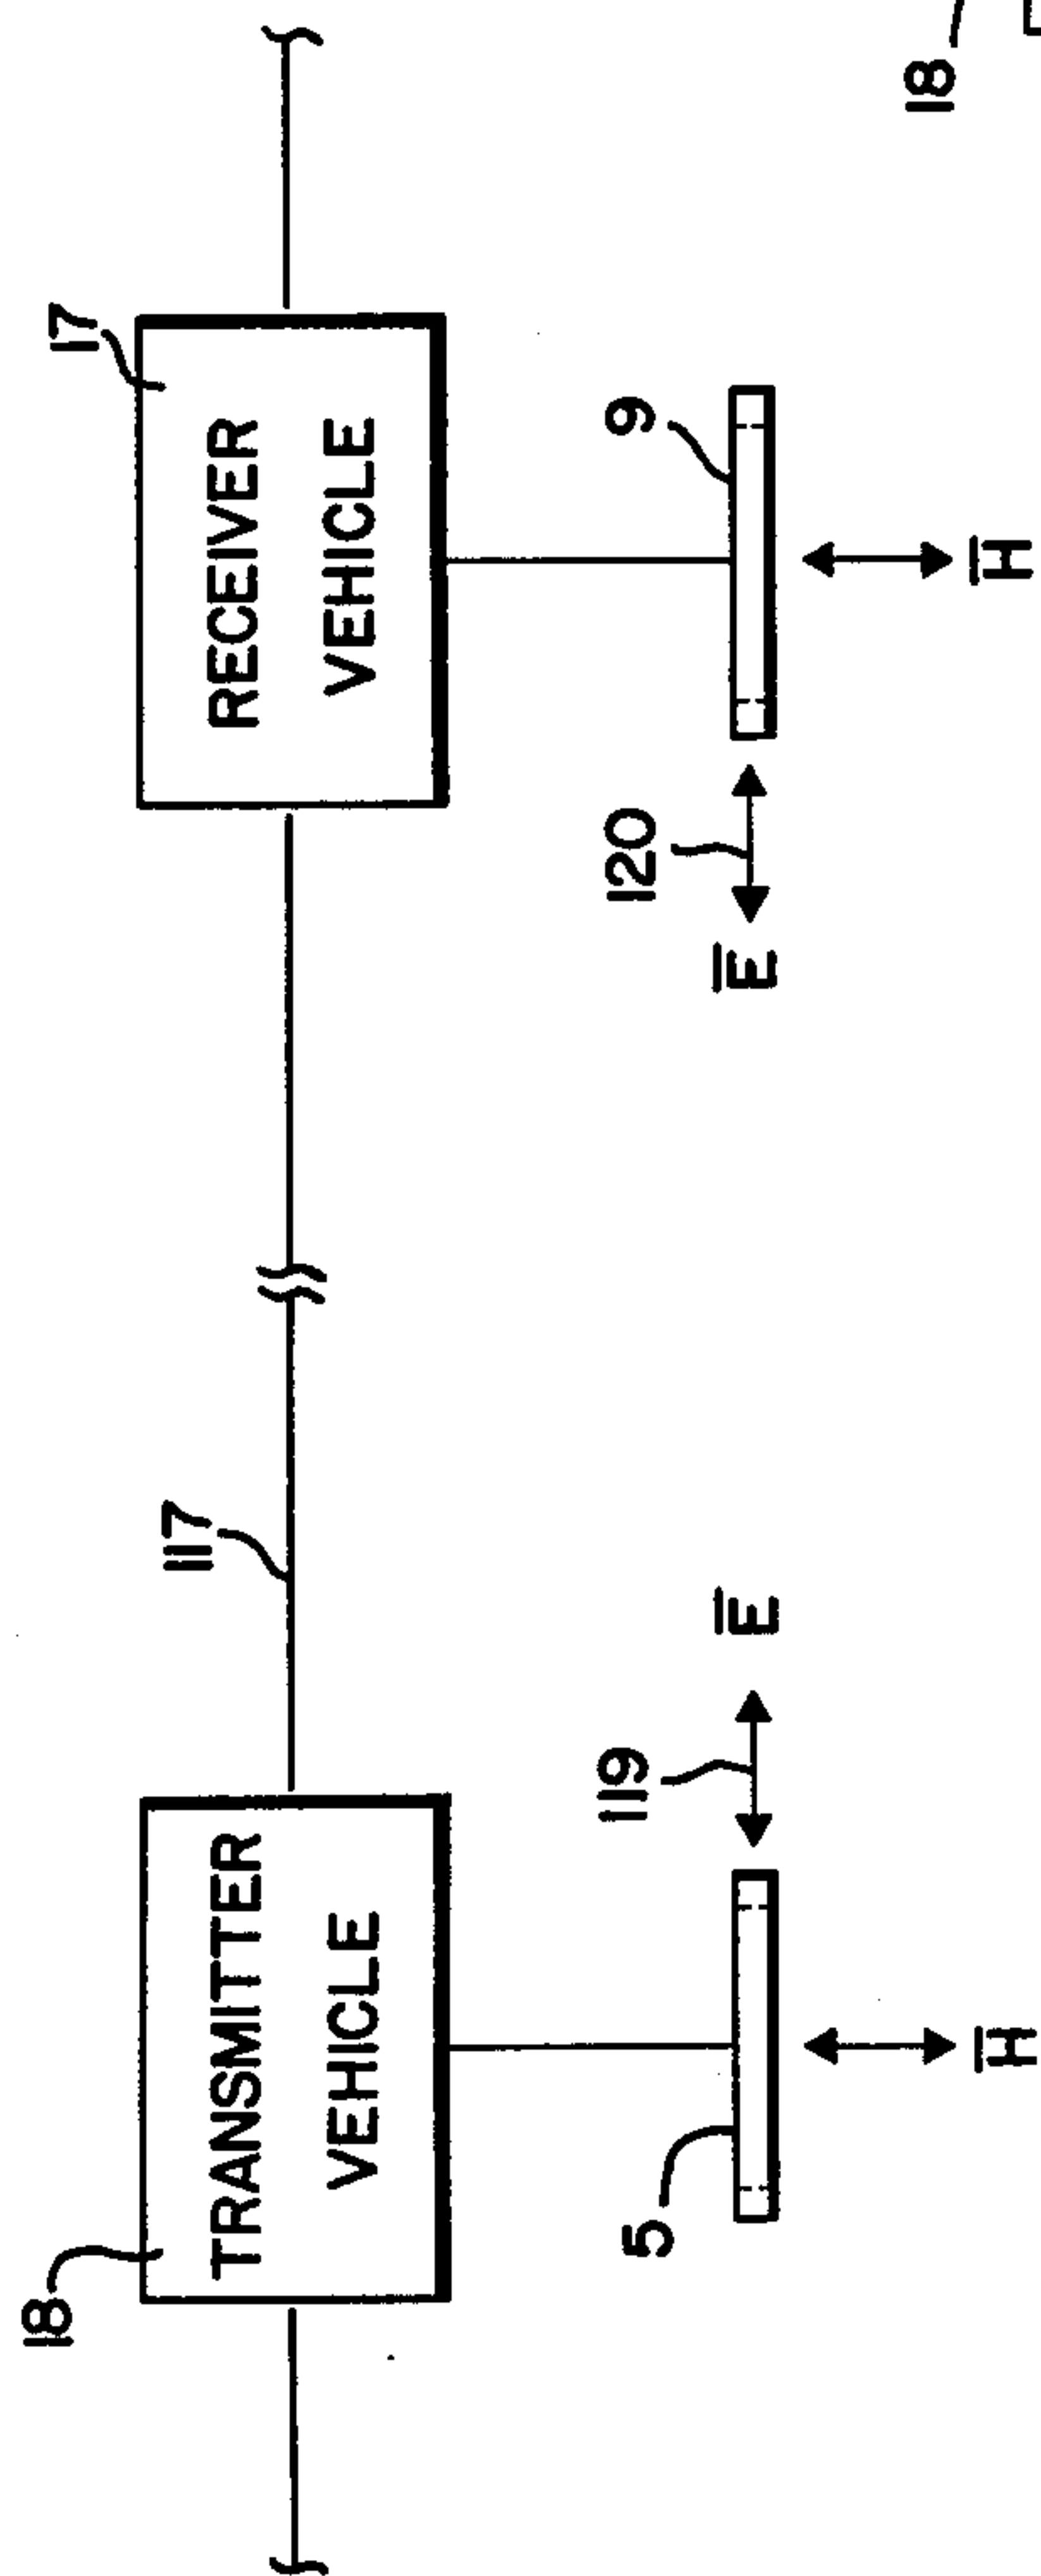 18
TRANSMITTER
VEHICLE
117
RECEIVER
VEHICLE
17
5
119
E̅
H̅
E̅
120
9
H̅
18